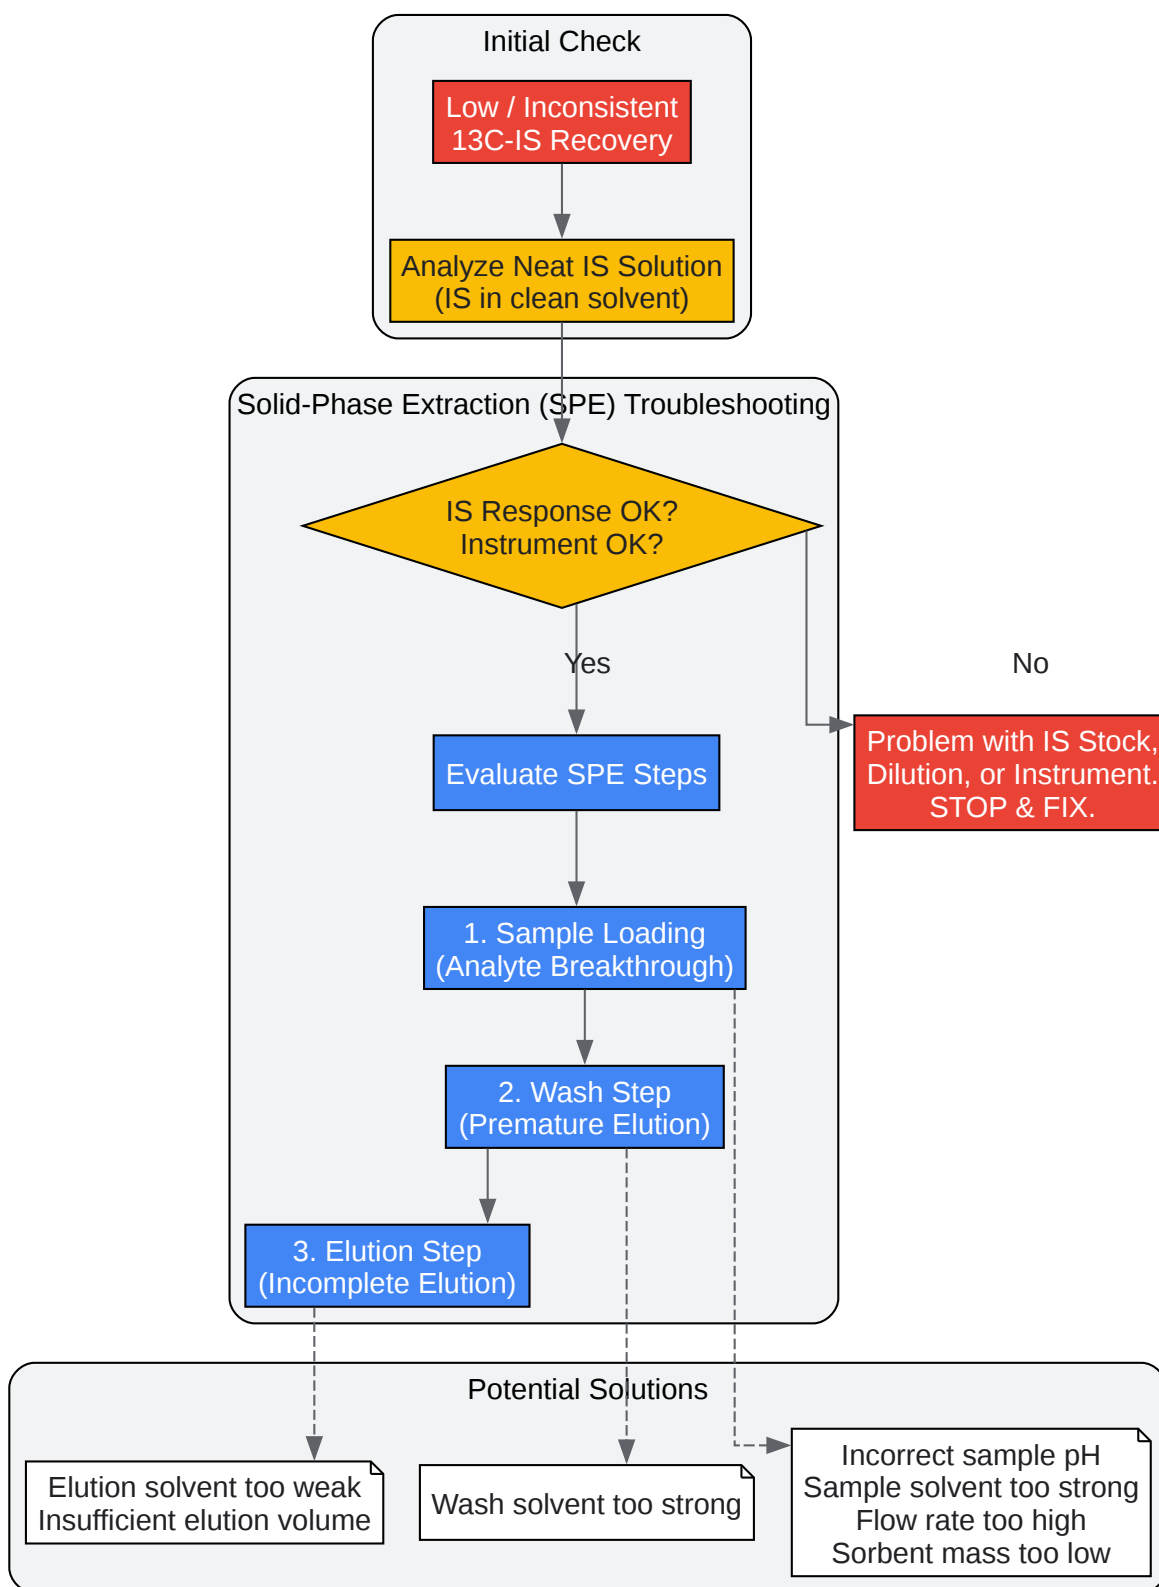 Initial Check
Low / Inconsistent
13C-IS Recovery
Analyze Neat IS Solution
(IS in clean solvent)
Solid-Phase Extraction (SPE) Troubleshooting
IS Response OK?
Instrument OK?
Yes
No
Problem with IS Stock,
Dilution, or Instrument.
STOP & FIX.
Evaluate SPE Steps
1. Sample Loading
(Analyte Breakthrough)
2. Wash Step
(Premature Elution)
3. Elution Step
(Incomplete Elution)
Potential Solutions
Elution solvent too weak
Insufficient elution volume
Wash solvent too strong
Incorrect sample pH
Sample solvent too strong
Flow rate too high
Sorbent mass too low